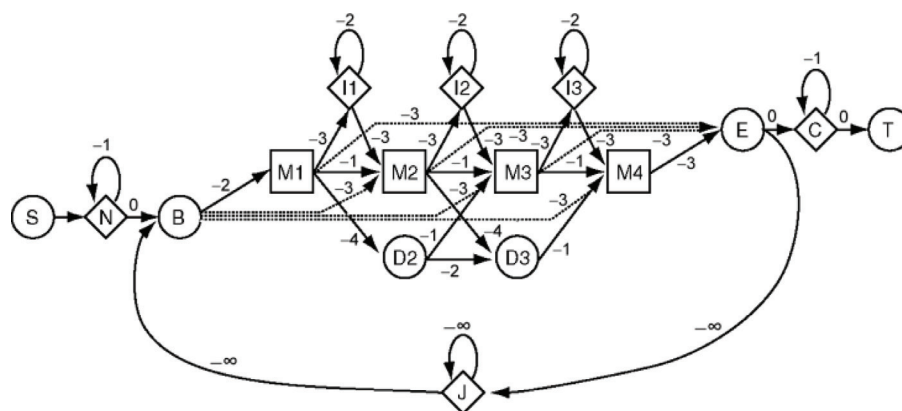 -2 -2 -2
I1 I2 I3
-1
-3 E 0 C 0 T
-3 -3 -3 -3 -3 -3 -3 -3 -3
-1 -1 -1 -3
M1 M2 M3 M4
-1
-2 -3 -3 -3
S N 0 B
-4 -1 -4 -1
D2 -2 D3
-∞ -∞ -∞
J